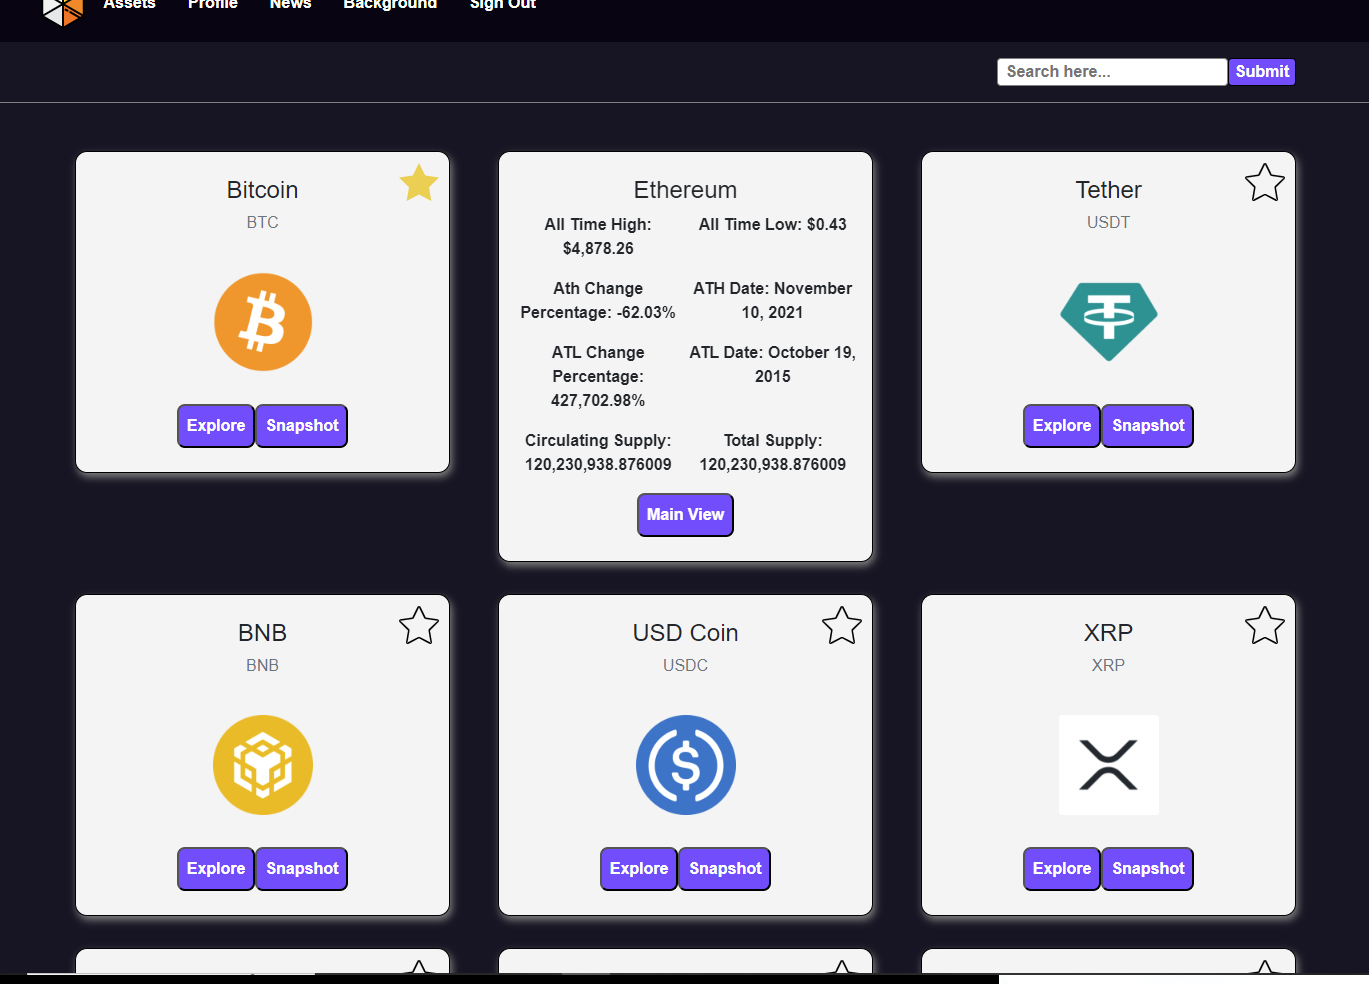 Assets Profile News Background Sign Out
Search here... Submit
Bitcoin
BTC
Explore Snapshot
Ethereum
All Time High:
$4,878.26
All Time Low: $0.43
Ath Change
Percentage: -62.03%
ATH Date: November
10, 2021
ATL Change
Percentage:
427,702.98%
ATL Date: October 19,
2015
Circulating Supply:
120,230,938.876009
Total Supply:
120,230,938.876009
Main View
Tether
USDT
Explore Snapshot
BNB
BNB
Explore Snapshot
USD Coin
USDC
Explore Snapshot
XRP
XRP
Explore Snapshot